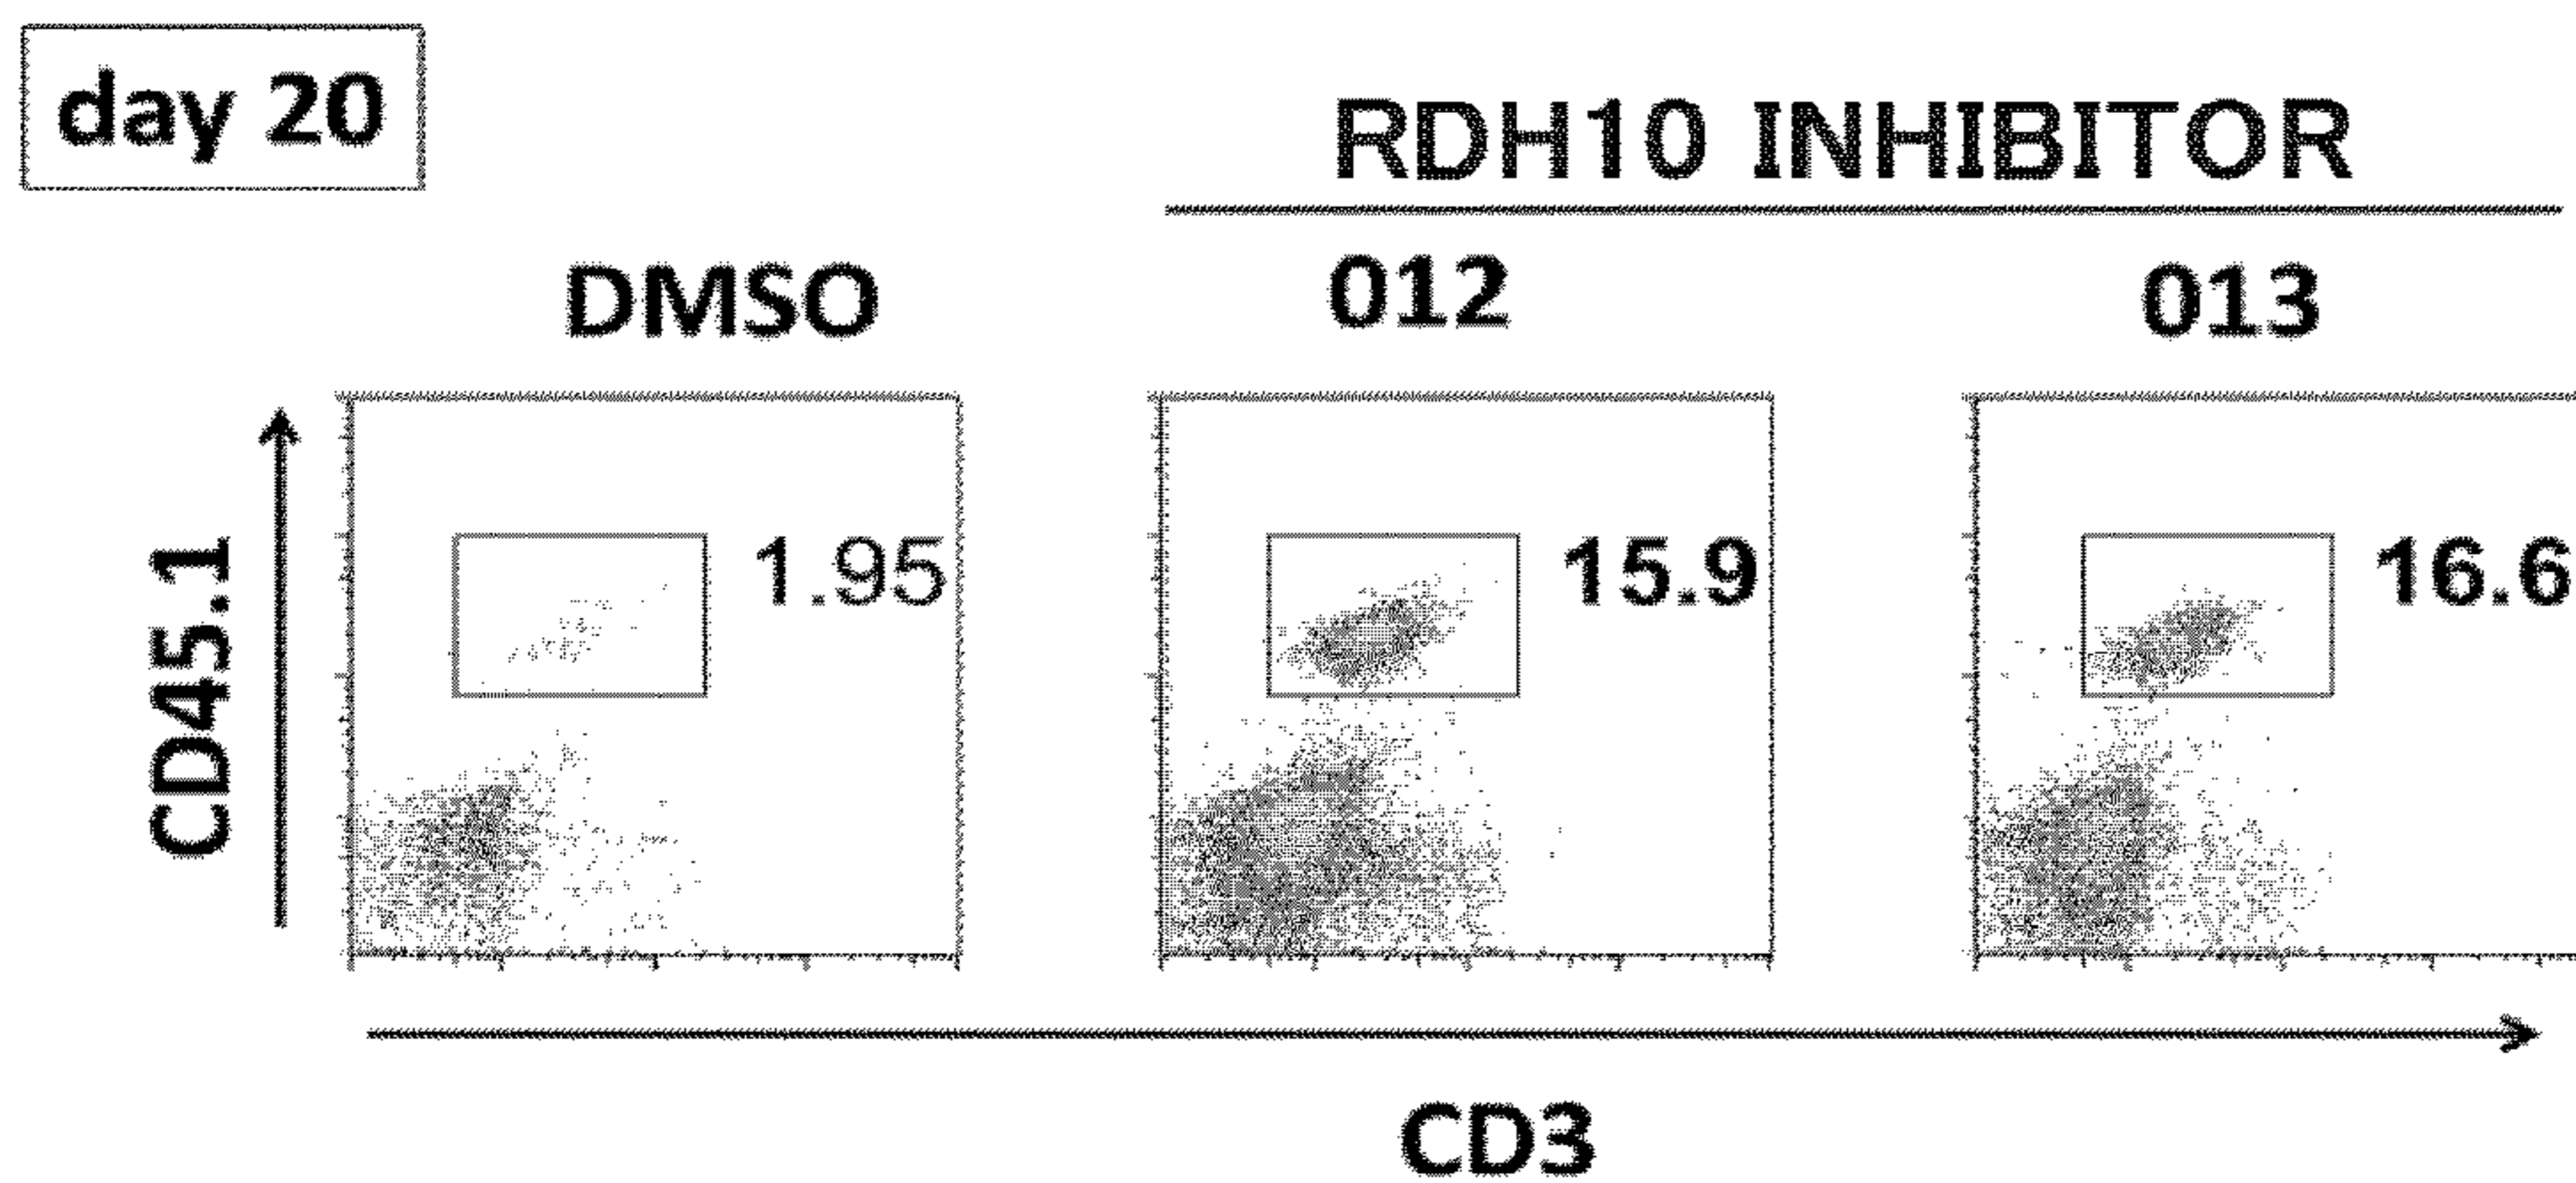 day 20
RDH10 INHIBITOR
DMSO
012
013
CD45.1
1.95
15.9
16.6
CD3